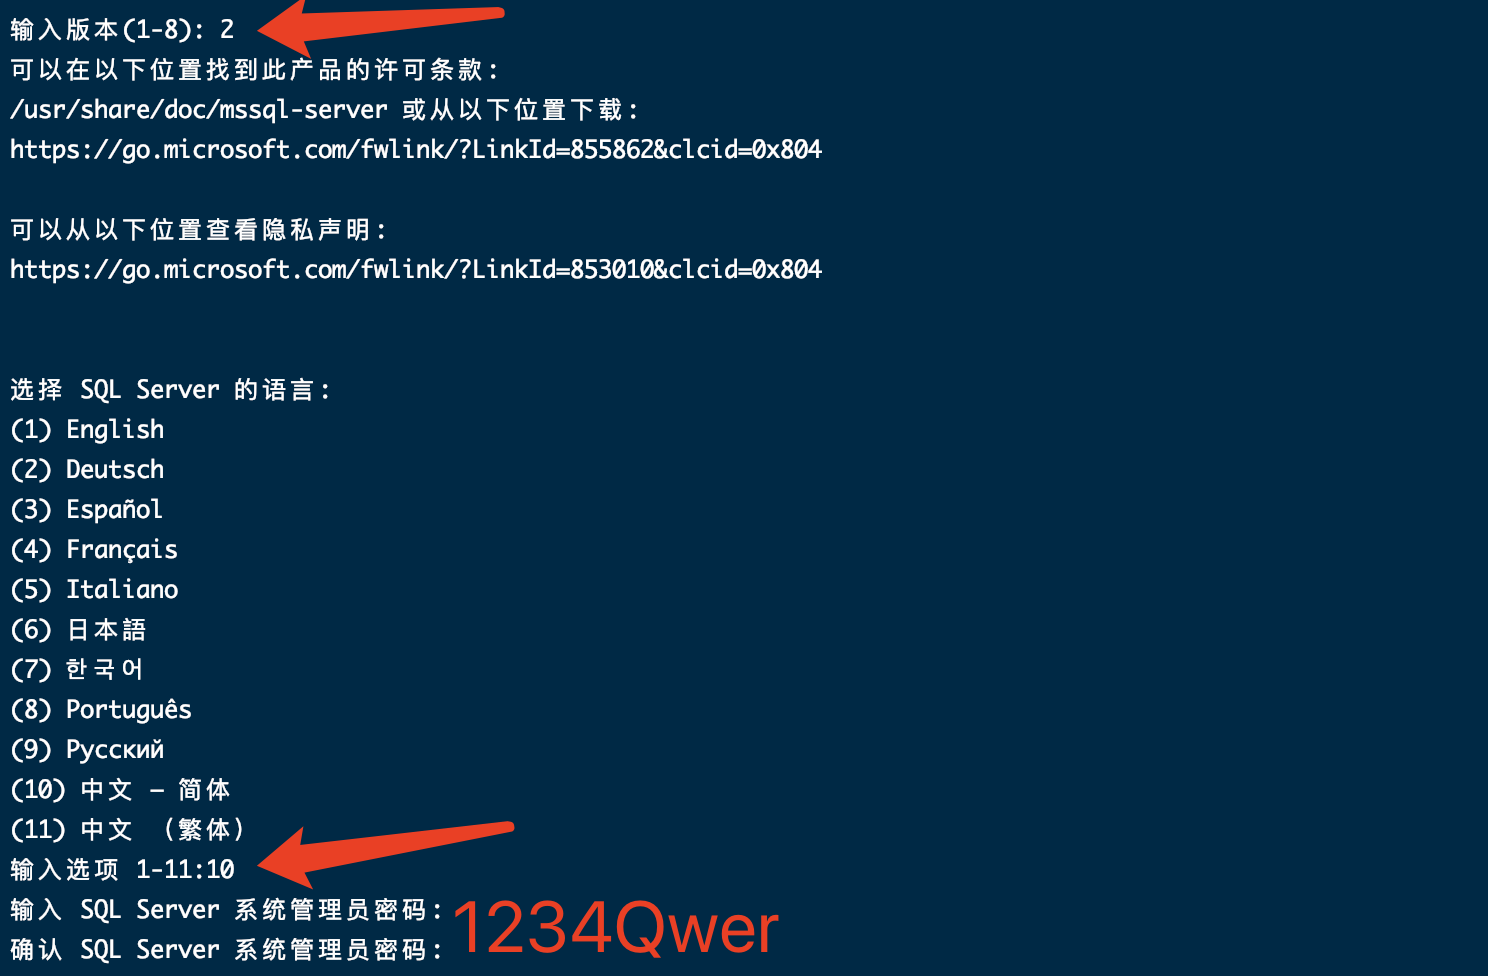 输入版本(1-8): 2
可以在以下位置找到此产品的许可条款:
/usr/share/doc/mssql-server 或从以下位置下载:
https://go.microsoft.com/fwlink/?LinkId=855862&clcid=0x804
可以从以下位置查看隐私声明:
https://go.microsoft.com/fwlink/?LinkId=853010&clcid=0x804
选择 SQL Server 的语言:
(1) English
(2) Deutsch
(3) Español
(4) Français
(5) Italiano
(6) 日本語
(7) 한국어
(8) Português
(9) Русский
(10) 中文 – 简体
(11) 中文 （繁体）
输入选项 1-11:10
输入 SQL Server 系统管理员密码:
确认 SQL Server 系统管理员密码:
1234Qwer